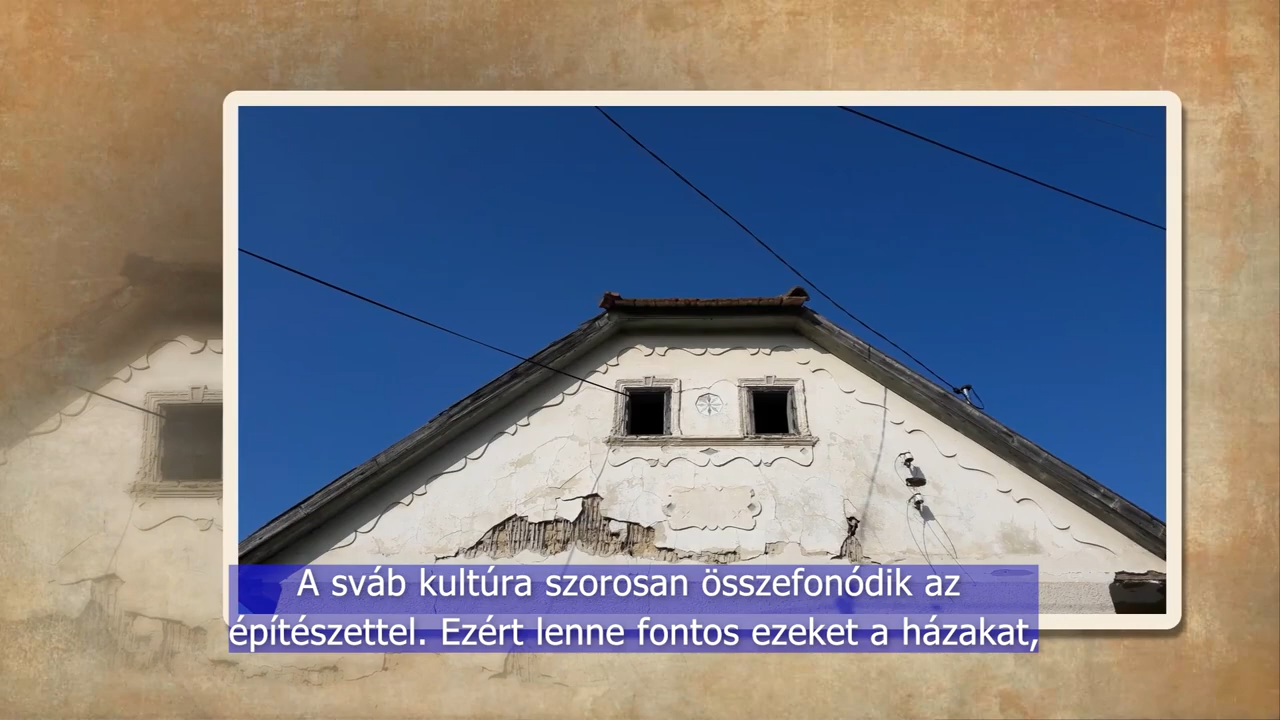 A sváb kultúra szorosan összefonódik az
építészettel. Ezért lenne fontos ezeket a házakat,